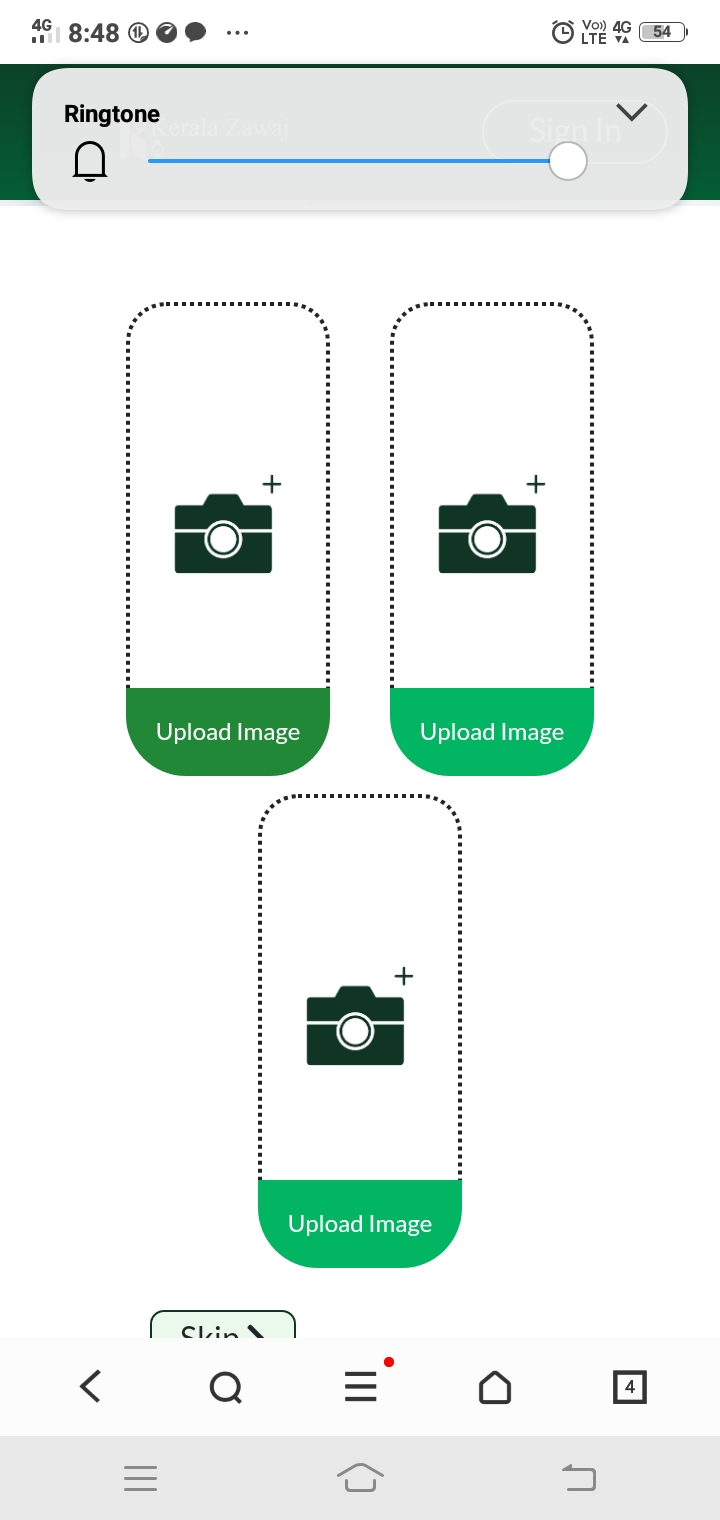 4G 8:48 ... Vo)) LTE 4G 54
Ringtone
Kerala Zawaj
Sign In
Upload Image Upload Image
Upload Image
Skip
4